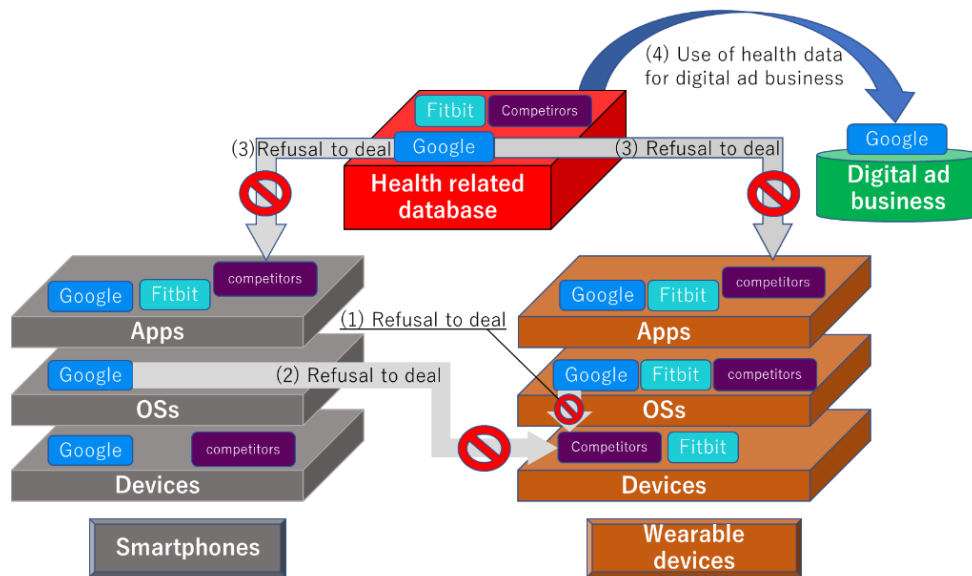 (4) Use of health data
for digital ad business
Fitbit
Competirors
Google
(3)Refusal to deal
Google
(3) Refusal to deal
Health related
database
Digital ad
business
Google
Fitbit
competitors
Apps
Google
Fitbit
competitors
Apps
(1) Refusal to deal
Google
(2) Refusal to deal
OSs
Google
Fitbit
competitors
OSs
Google
competitors
Devices
Competitors
Fitbit
Devices
Smartphones
Wearable
devices